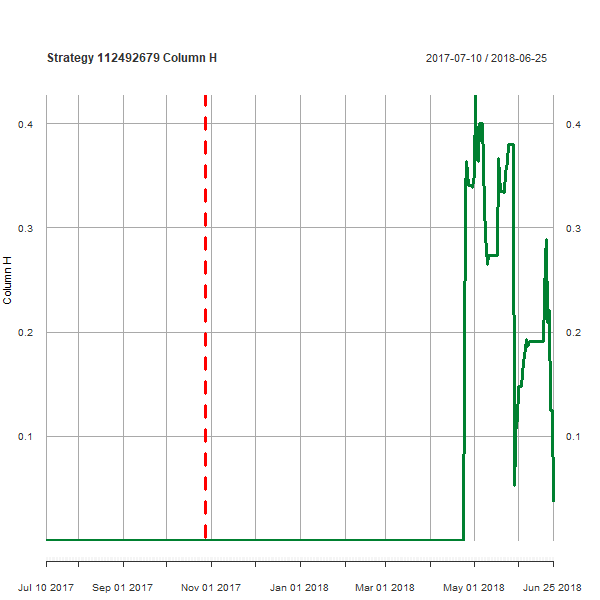 Strategy 112492679 Column H
2017-07-10 / 2018-06-25
0.4
0.4
0.3
0.3
Column H
0.2
0.2
0.1
0.1
Jul 10 2017
Sep 01 2017
Nov 01 2017
Jan 01 2018
Mar 01 2018
May 01 2018
Jun 25 2018